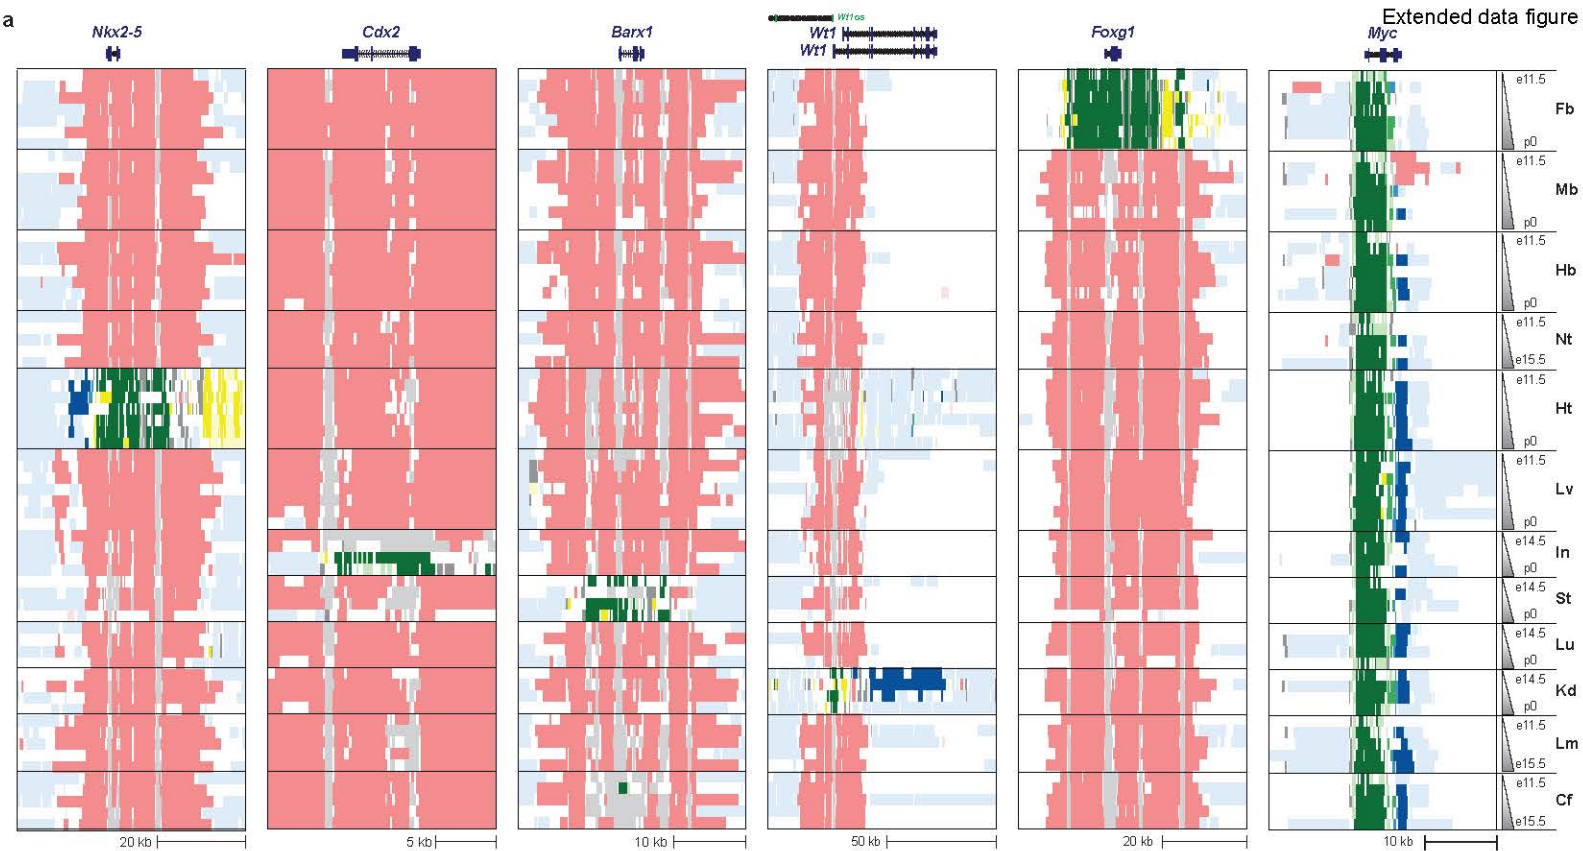 a
Extended data figure
Nkx2-5
Cdx2
Barx1
Wt1os
Wt1
Wt1
Foxg1
Myc
e11.5
Fb
p0
e11.5
Mb
p0
e11.5
Hb
p0
e11.5
Nt
e15.5
e11.5
Ht
p0
e11.5
Lv
p0
e14.5
In
p0
e14.5
St
p0
e14.5
Lu
p0
e14.5
Kd
p0
e11.5
Lm
e15.5
e11.5
Cf
e15.5
20 kb
5 kb
10 kb
50 kb
20 kb
10 kb